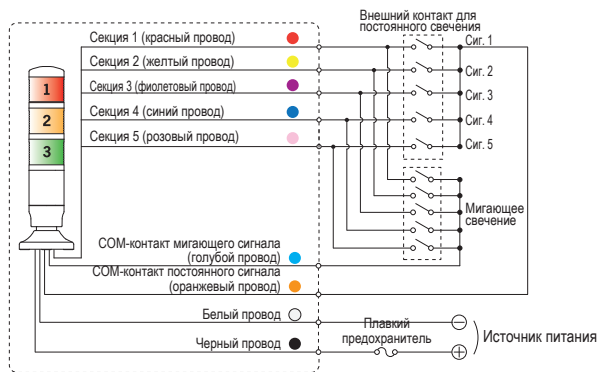 Внешний контакт для
постоянного свечения
Секция 1 (красный провод)
Сиг. 1
Секция 2 (желтый провод)
Сиг. 2
Секция 3 (фиолетовый провод)
Сиг. 3
Секция 4 (синий провод)
Сиг. 4
Секция 5 (розовый провод)
Сиг. 5
1
2
3
Мигающее
свечение
СОМ-контакт мигающего сигнала
(голубой провод)
СОМ-контакт постоянного сигнала
(оранжевый провод)
Белый провод
Черный провод
Плавкий
предохранитель
Источник питания